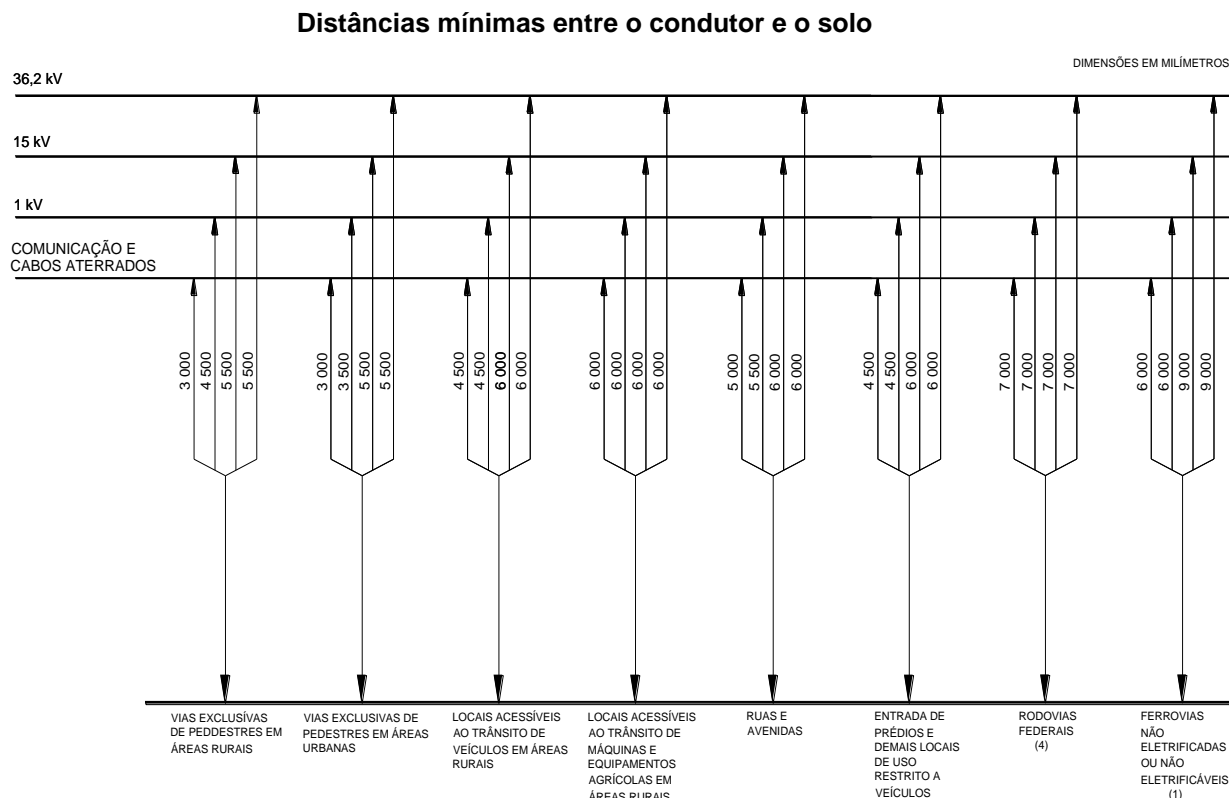 Distâncias mínimas entre o condutor e o solo
DIMENSÕES EM MILÍMETROS
36,2 kV
15 kV
1 kV
COMUNICAÇÃO E
CABOS ATERRADOS
3 000
4 500
5 500
5 500
3 000
3 500
5 500
5 500
4 500
4 500
6 000
6 000
6 000
6 000
6 000
6 000
5 000
5 500
6 000
6 000
4 500
4 500
6 000
6 000
7 000
7 000
7 000
7 000
6 000
6 000
9 000
9 000
VIAS EXCLUSÍVAS
DE PEDDESTRES EM
ÁREAS RURAIS
VIAS EXCLUSIVAS DE
PEDESTRES EM ÁREAS
URBANAS
LOCAIS ACESSÍVEIS
AO TRÂNSITO DE
VEÍCULOS EM ÁREAS
RURAIS
LOCAIS ACESSÍVEIS
AO TRÂNSITO DE
MÁQUINAS E
EQUIPAMENTOS
AGRÍCOLAS EM
ÁREAS RURAIS
RUAS E
AVENIDAS
ENTRADA DE
PRÉDIOS E
DEMAIS LOCAIS
DE USO
RESTRITO A
VEÍCULOS
RODOVIAS
FEDERAIS
(4)
FERROVIAS
NÃO
ELETRIFICADAS
OU NÃO
ELETRIFICÁVEIS
(1)